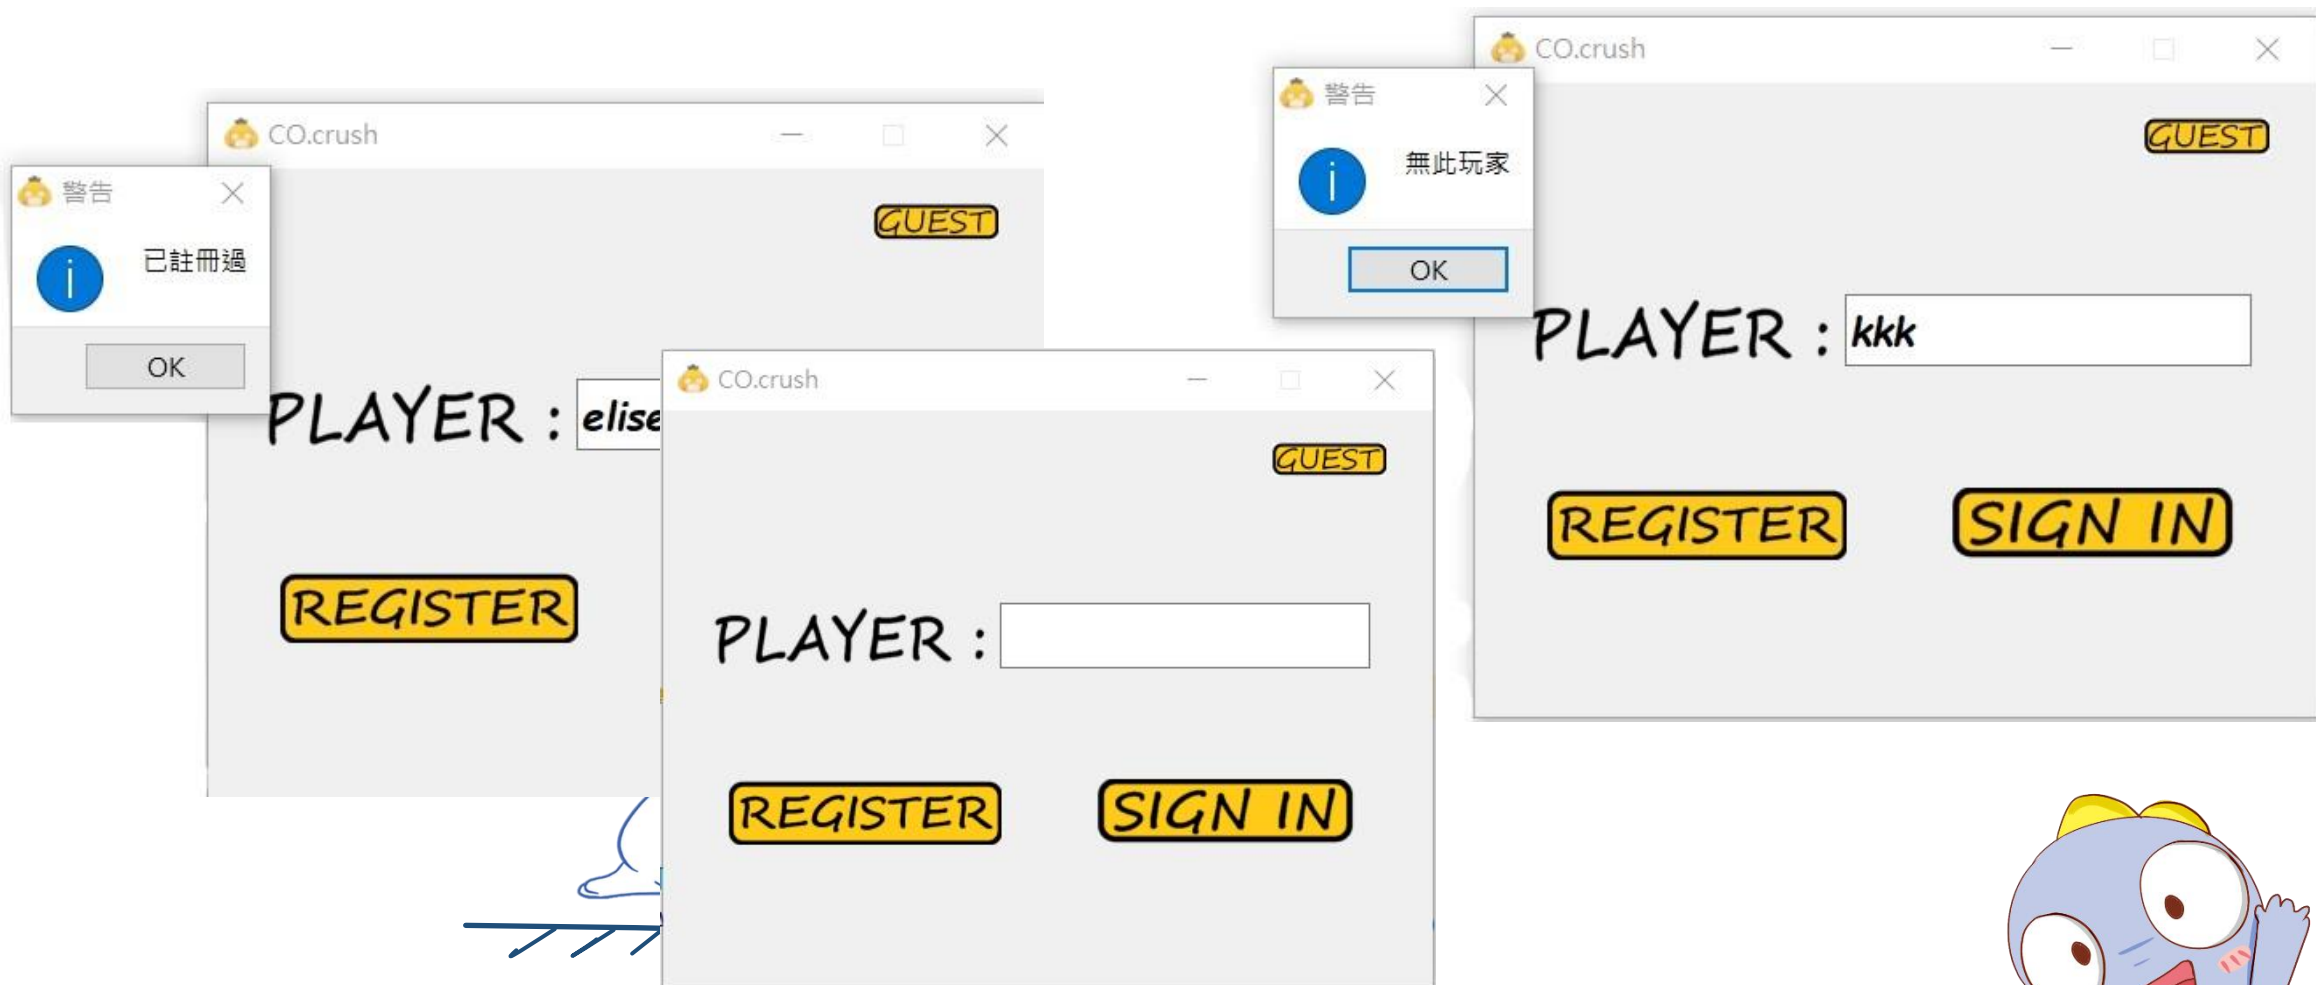 CO.crush
警告
已註冊過
OK
GUEST
PLAYER : elise
REGISTER
CO.crush
GUEST
PLAYER :
REGISTER SIGN IN
CO.crush
警告
無此玩家
OK
GUEST
PLAYER : kkk
REGISTER SIGN IN